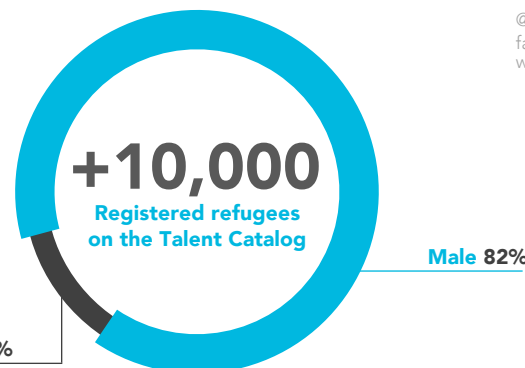 +10,000
Registered refugees
on the Talent Catalog
Male 82%
%